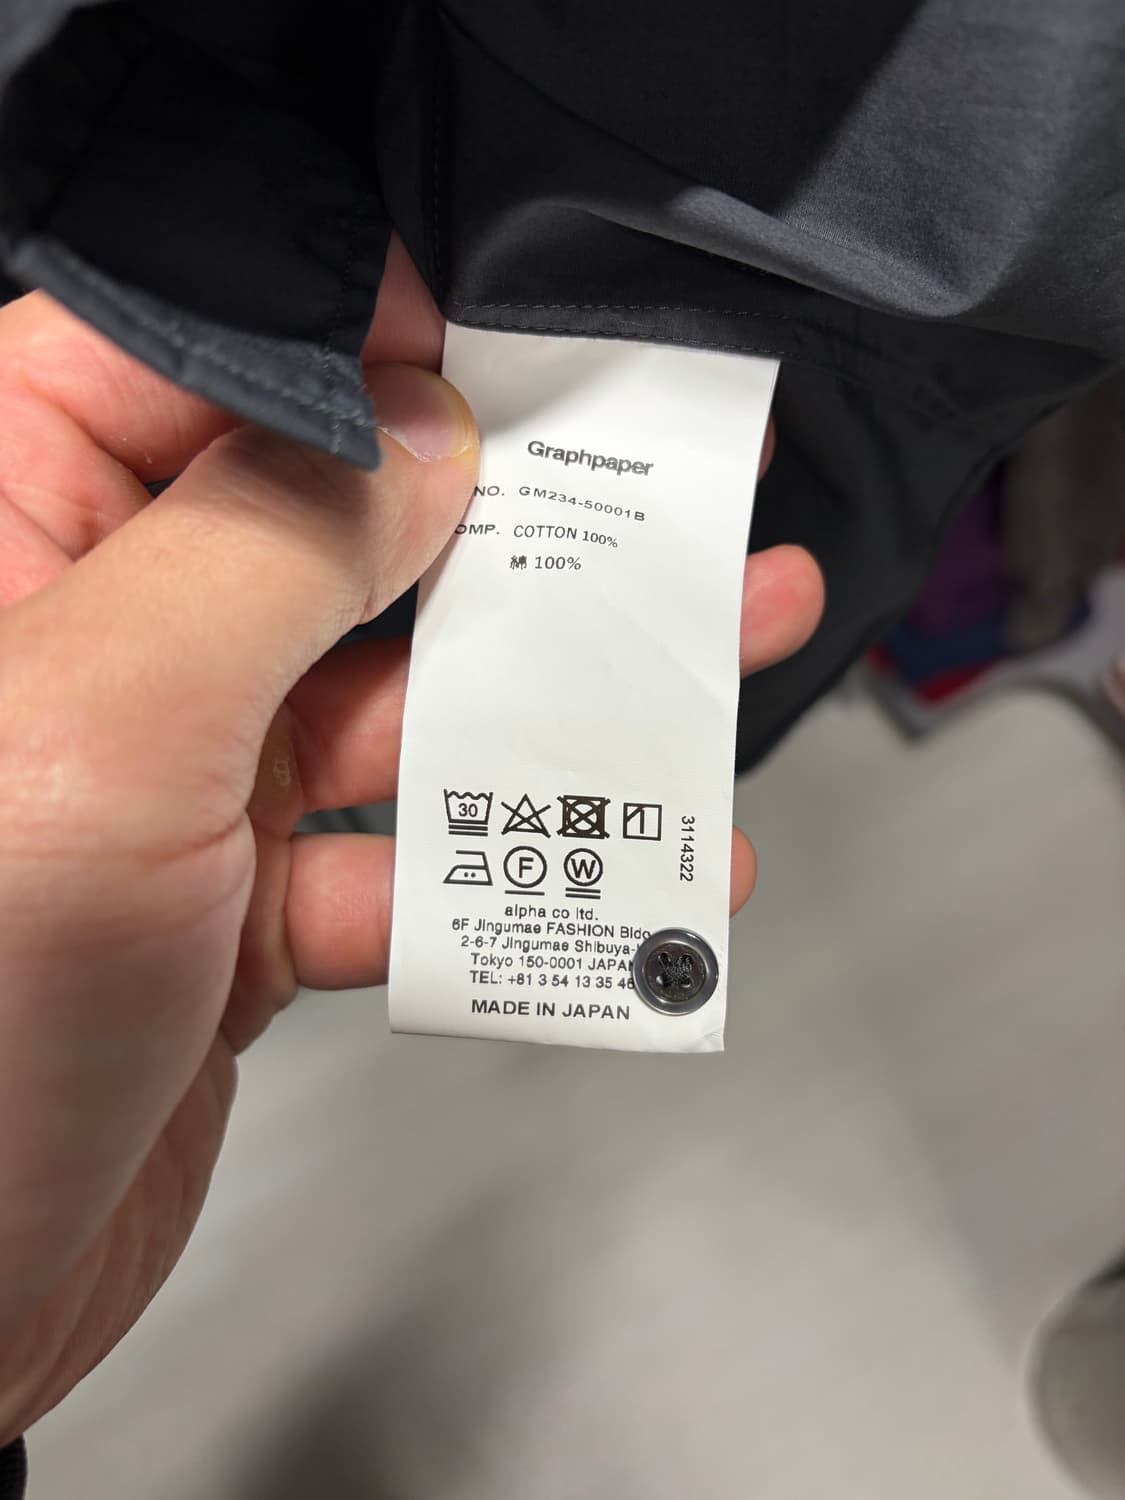 Graphpaper
NO. GM234-50001B
OMP. COTTON 100%
綿 100%
30
F W
3114322
alpha co ltd.
6F Jingumae FASHION Bldg
2-6-7 Jingumae Shibuya-
Tokyo 150-0001 JAPAN
TEL: +81 3 54 13 35 46
MADE IN JAPAN